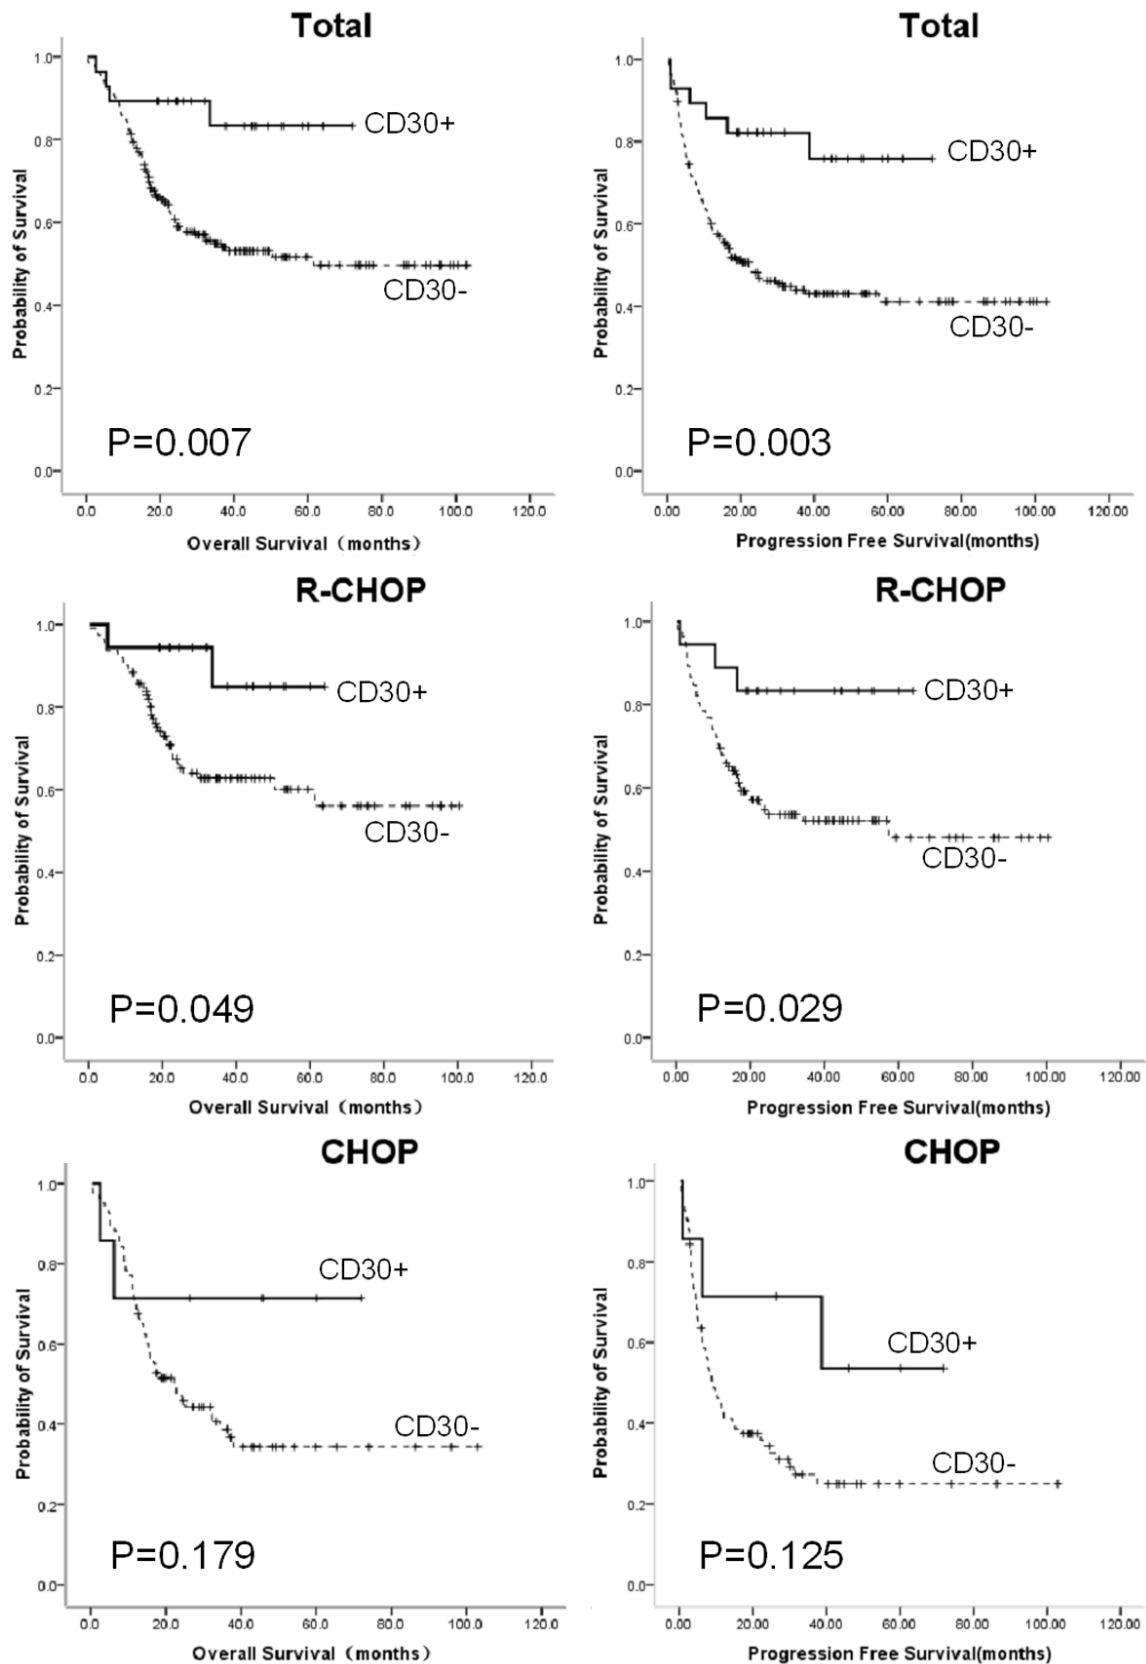 Total
Probability of Survival
1.0
0.8
0.6
0.4
0.2
0.0
CD30+
CD30-
P=0.007
0.0 20.0 40.0 60.0 80.0 100.0 120.0
Overall Survival（months）
Total
Probability of Survival
1.0
0.8
0.6
0.4
0.2
0.0
CD30+
CD30-
P=0.003
0.00 20.00 40.00 60.00 80.00 100.00 120.00
Progression Free Survival(months)
R-CHOP
Probability of Survival
1.0
0.8
0.6
0.4
0.2
0.0
CD30+
CD30-
P=0.049
0.0 20.0 40.0 60.0 80.0 100.0 120.0
Overall Survival（months）
R-CHOP
Probability of Survival
1.0
0.8
0.6
0.4
0.2
0.0
CD30+
CD30-
P=0.029
0.00 20.00 40.00 60.00 80.00 100.00 120.00
Progression Free Survival(months)
CHOP
Probability of Survival
1.0
0.8
0.6
0.4
0.2
0.0
CD30+
CD30-
P=0.179
0.0 20.0 40.0 60.0 80.0 100.0 120.0
Overall Survival（months）
CHOP
Probability of Survival
1.0
0.8
0.6
0.4
0.2
0.0
CD30+
CD30-
P=0.125
0.00 20.00 40.00 60.00 80.00 100.00 120.00
Progression Free Survival(months)